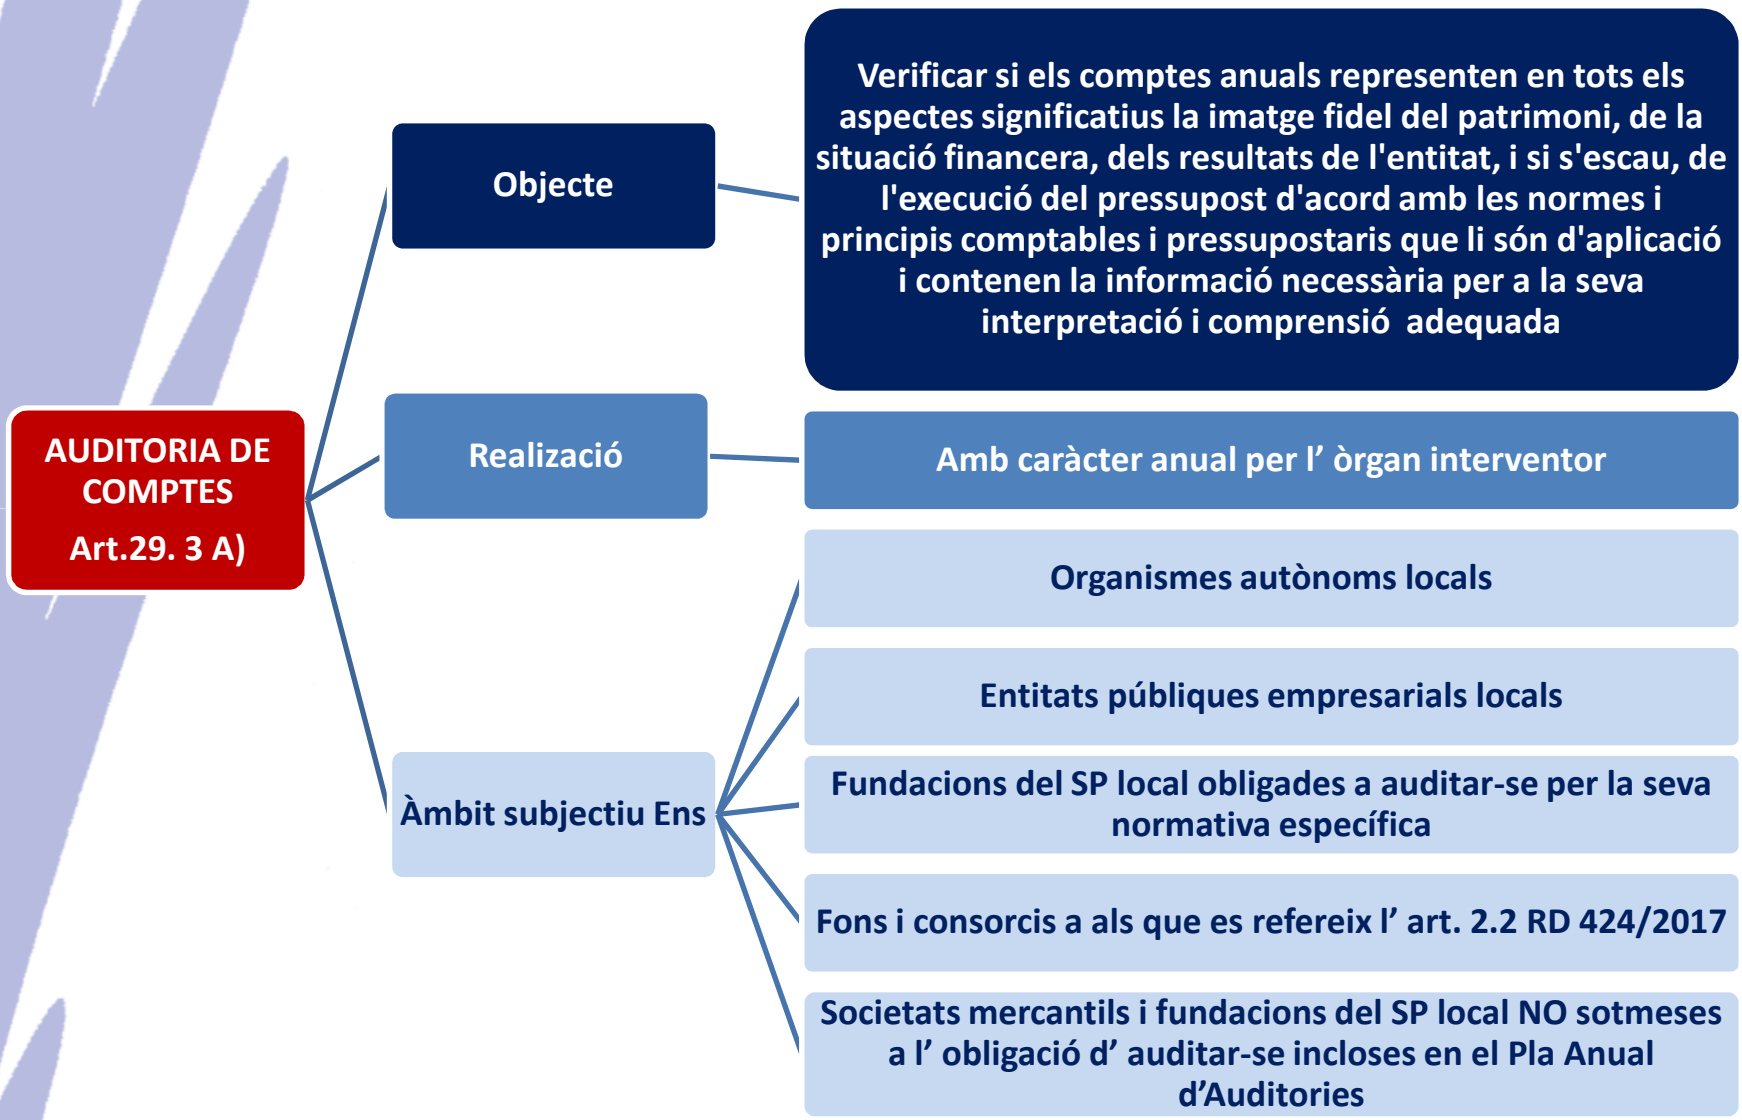 AUDITORIA DE
COMPTES
Art.29. 3 A)
Objecte
Verificar si els comptes anuals representen en tots els
aspectes significatius la imatge fidel del patrimoni, de la
situació financera, dels resultats de l'entitat, i si s'escau, de
l'execució del pressupost d'acord amb les normes i
principis comptables i pressupostaris que li són d'aplicació
i contenen la informació necessària per a la seva
interpretació i comprensió  adequada
Realizació
Amb caràcter anual per l’ òrgan interventor
Àmbit subjectiu Ens
Organismes autònoms locals
Entitats públiques empresarials locals
Fundacions del SP local obligades a auditar-se per la seva
normativa específica
Fons i consorcis a als que es refereix l’ art. 2.2 RD 424/2017
Societats mercantils i fundacions del SP local NO sotmeses
a l’ obligació d’ auditar-se incloses en el Pla Anual
d’Auditories